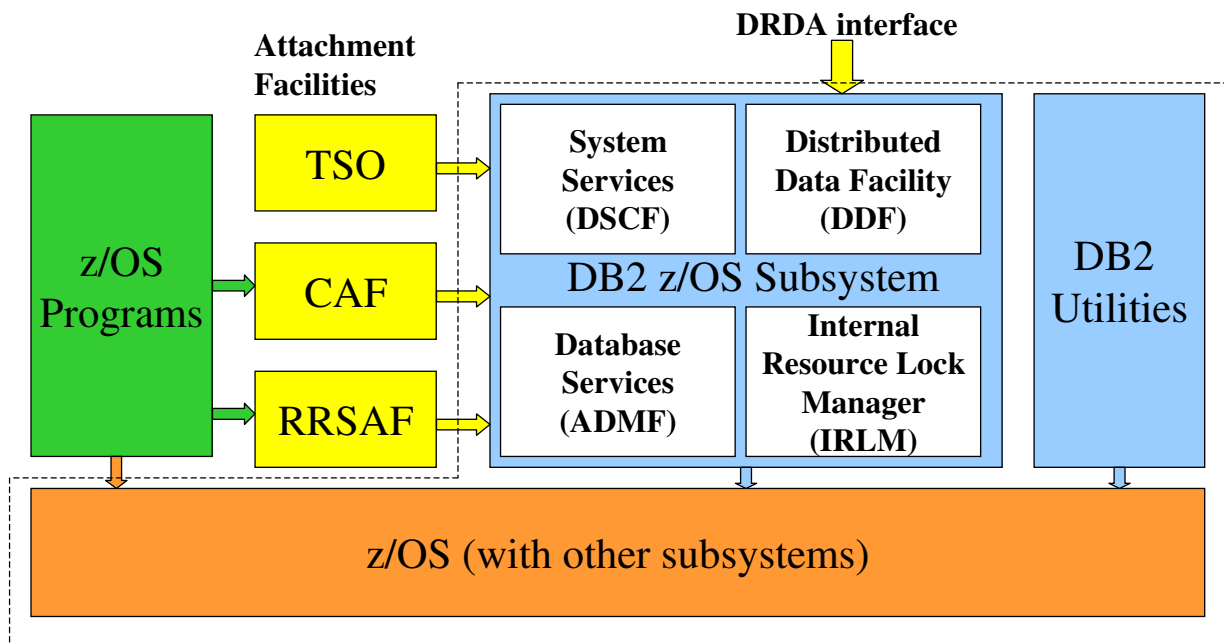 DRDA interface
Attachment
Facilities
z/OS
Programs
TSO
CAF
RRSAF
System
Services
(DSCF)
Distributed
Data Facility
(DDF)
DB2 z/OS Subsystem
Database
Services
(ADMF)
Internal
Resource Lock
Manager
(IRLM)
DB2
Utilities
z/OS (with other subsystems)